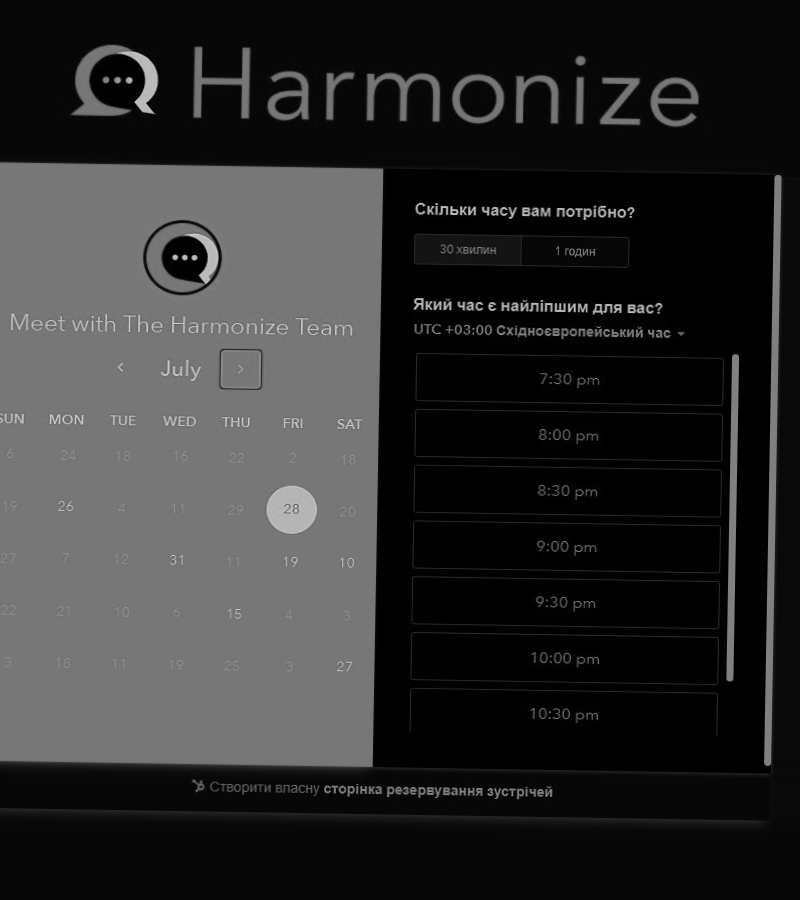 Harmonize
Meet with The Harmonize Team
July
SUN MON TUE WED THU FRI SAT
6 24 18 16 22 2 18
19 26 4 11 29 28 20
27 7 12 31 11 19 10
22 21 10 6 15 4 3
3 18 11 19 25 3 27
Скільки часу вам потрібно?
30 хвилин 1 годин
Який час є найліпшим для вас?
UTC +03:00 Східноєвропейський час
7:30 pm
8:00 pm
8:30 pm
9:00 pm
9:30 pm
10:00 pm
10:30 pm
Створити власну сторінка резервування зустрічей